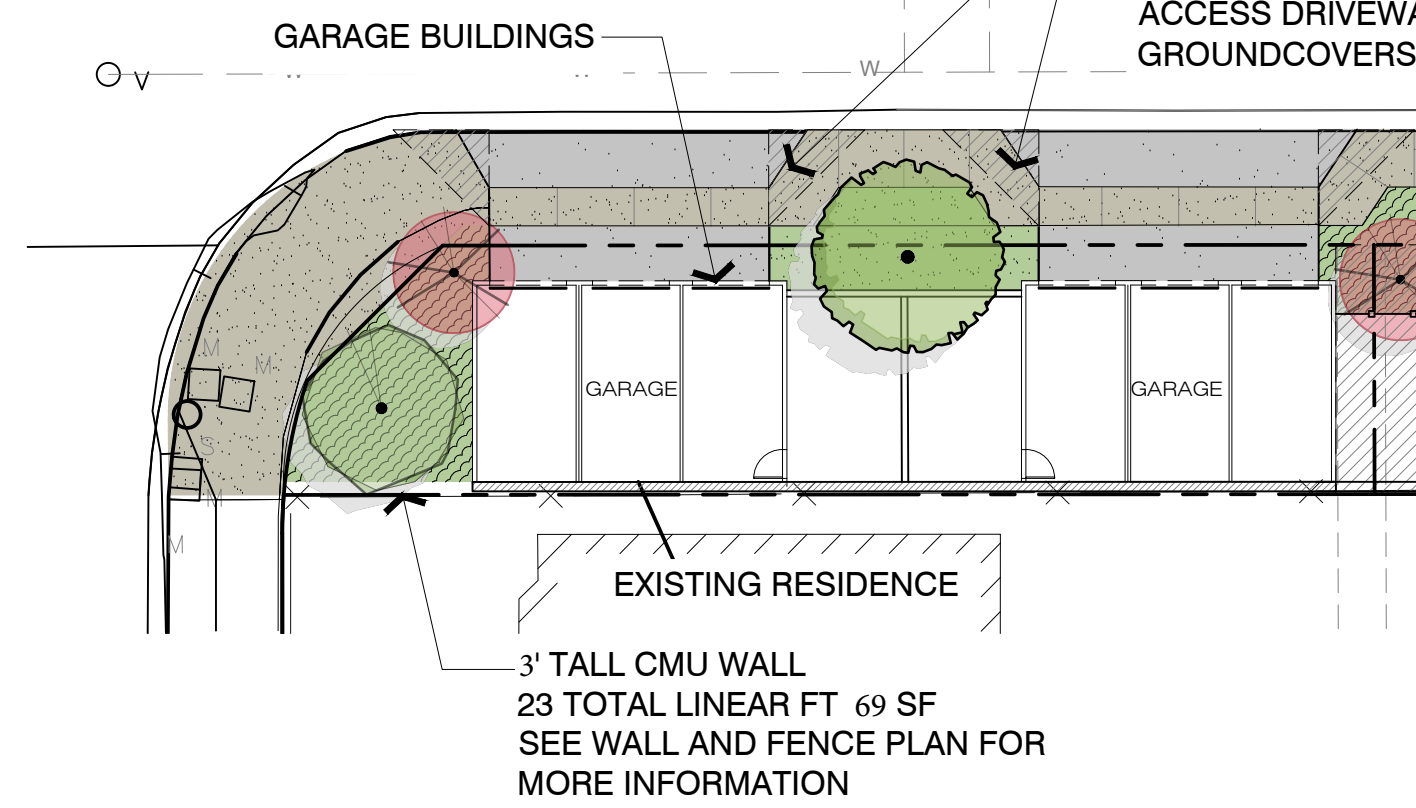 ACCESS DRIVEWA
GARAGE BUILDINGS
GROUNDCOVERS
V
W
M
M
GARAGE
GARAGE
S
M
M
EXISTING RESIDENCE
3' TALL CMU WALL
23 TOTAL LINEAR FT 69 SF
SEE WALL AND FENCE PLAN FOR
MORE INFORMATION